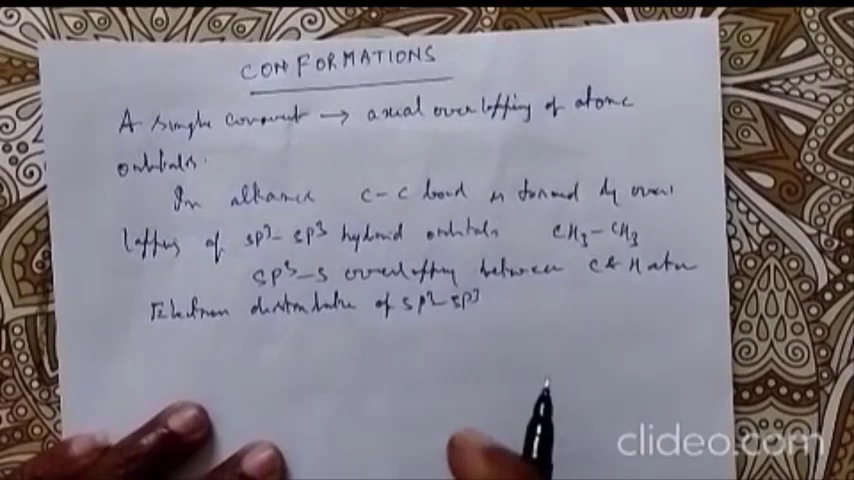 CONFORMATIONS
A single covalent → axial overlapping of atomic
orbitals.
In alkanes C-C bond is formed by over
lapping of sp3-sp3 hybrid orbitals CH3-CH3
sp3-s overlapping between C & H atom
Electron distribution of sp3-sp3
clideo.com